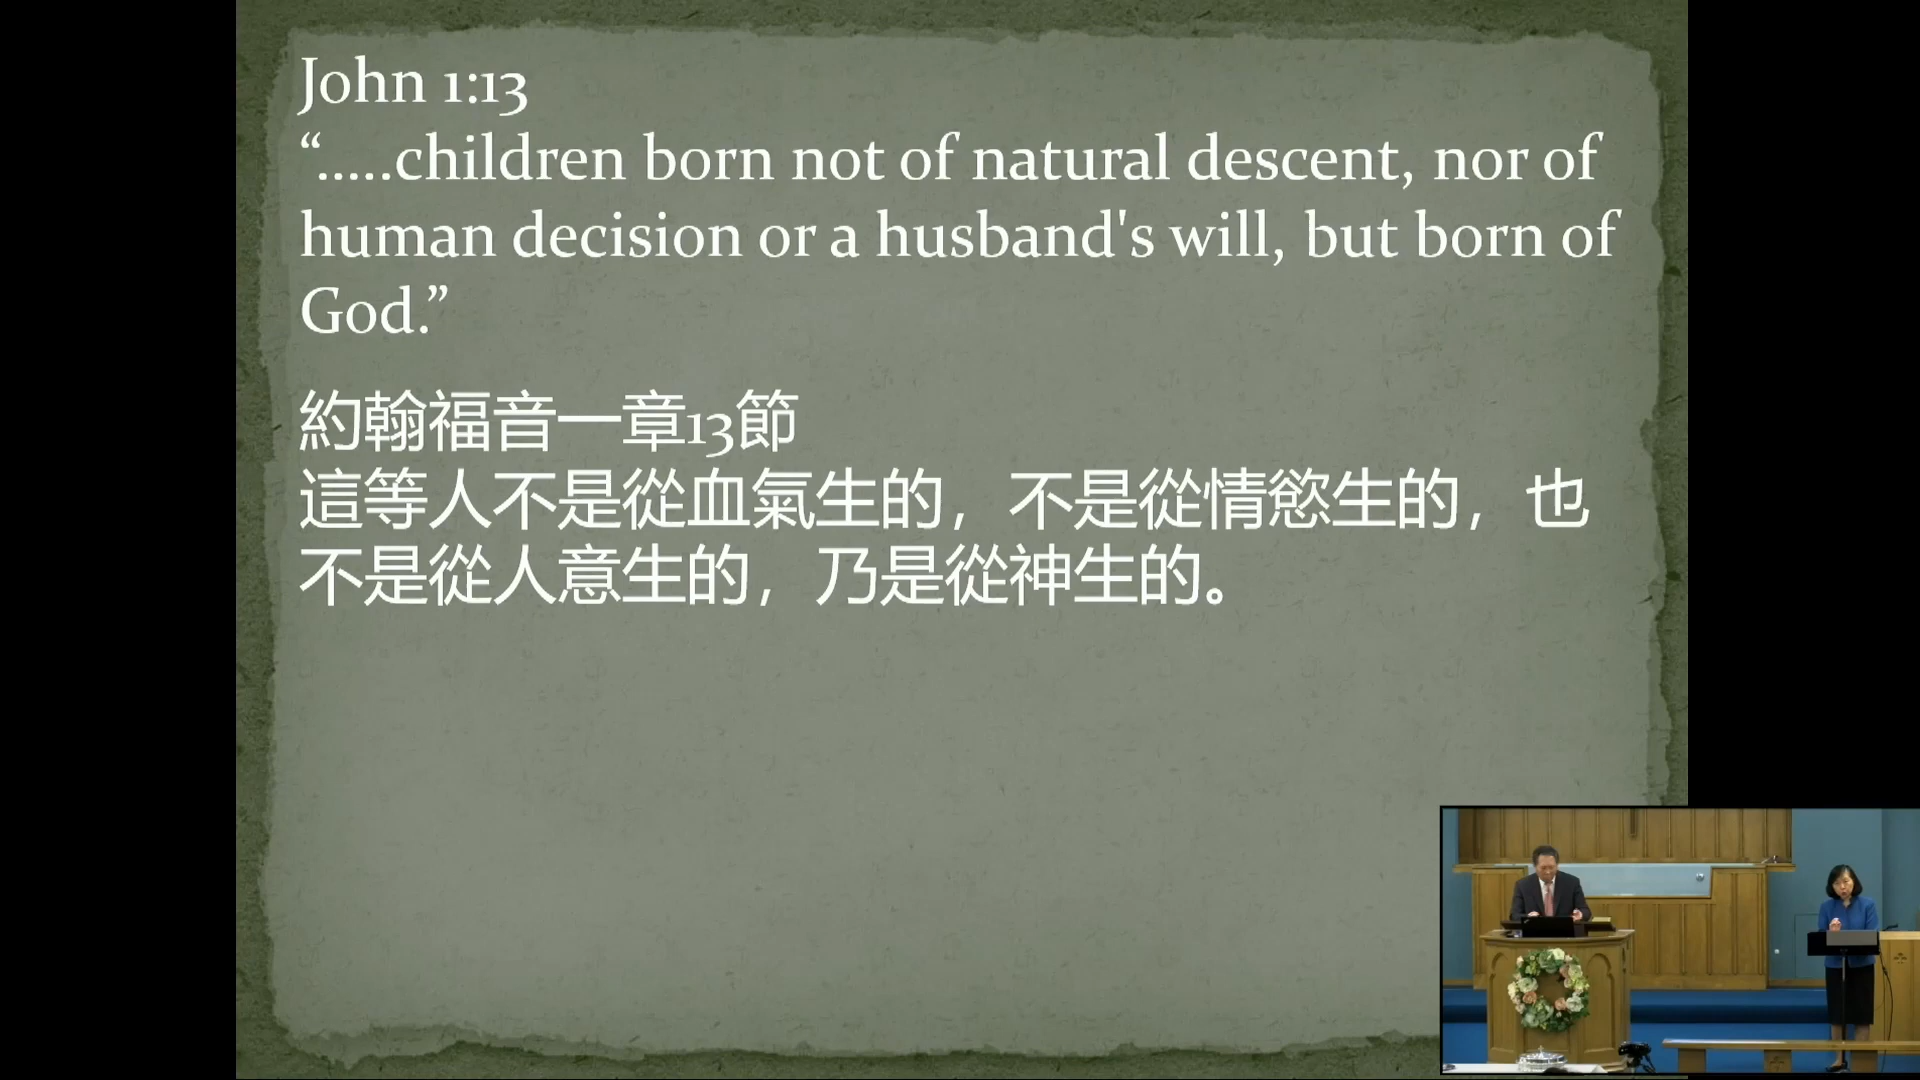 John 1:13
“.....children born not of natural descent, nor of
human decision or a husband's will, but born of
God.”
約翰福音一章13節
這等人不是從血氣生的，不是從情慾生的，也
不是從人意生的，乃是從神生的。